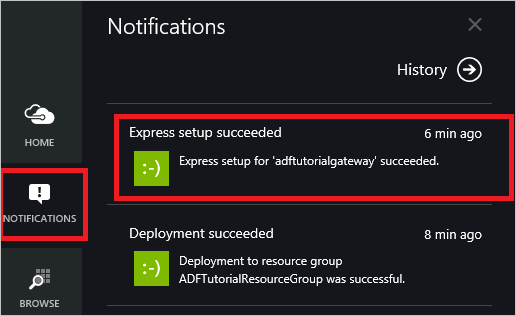 Notifications
History
HOME
Express setup succeeded 6 min ago
:-) Express setup for 'adftutorialgateway' succeeded.
NOTIFICATIONS
Deployment succeeded 8 min ago
:-) Deployment to resource group
ADFTutorialResourceGroup was successful.
BROWSE